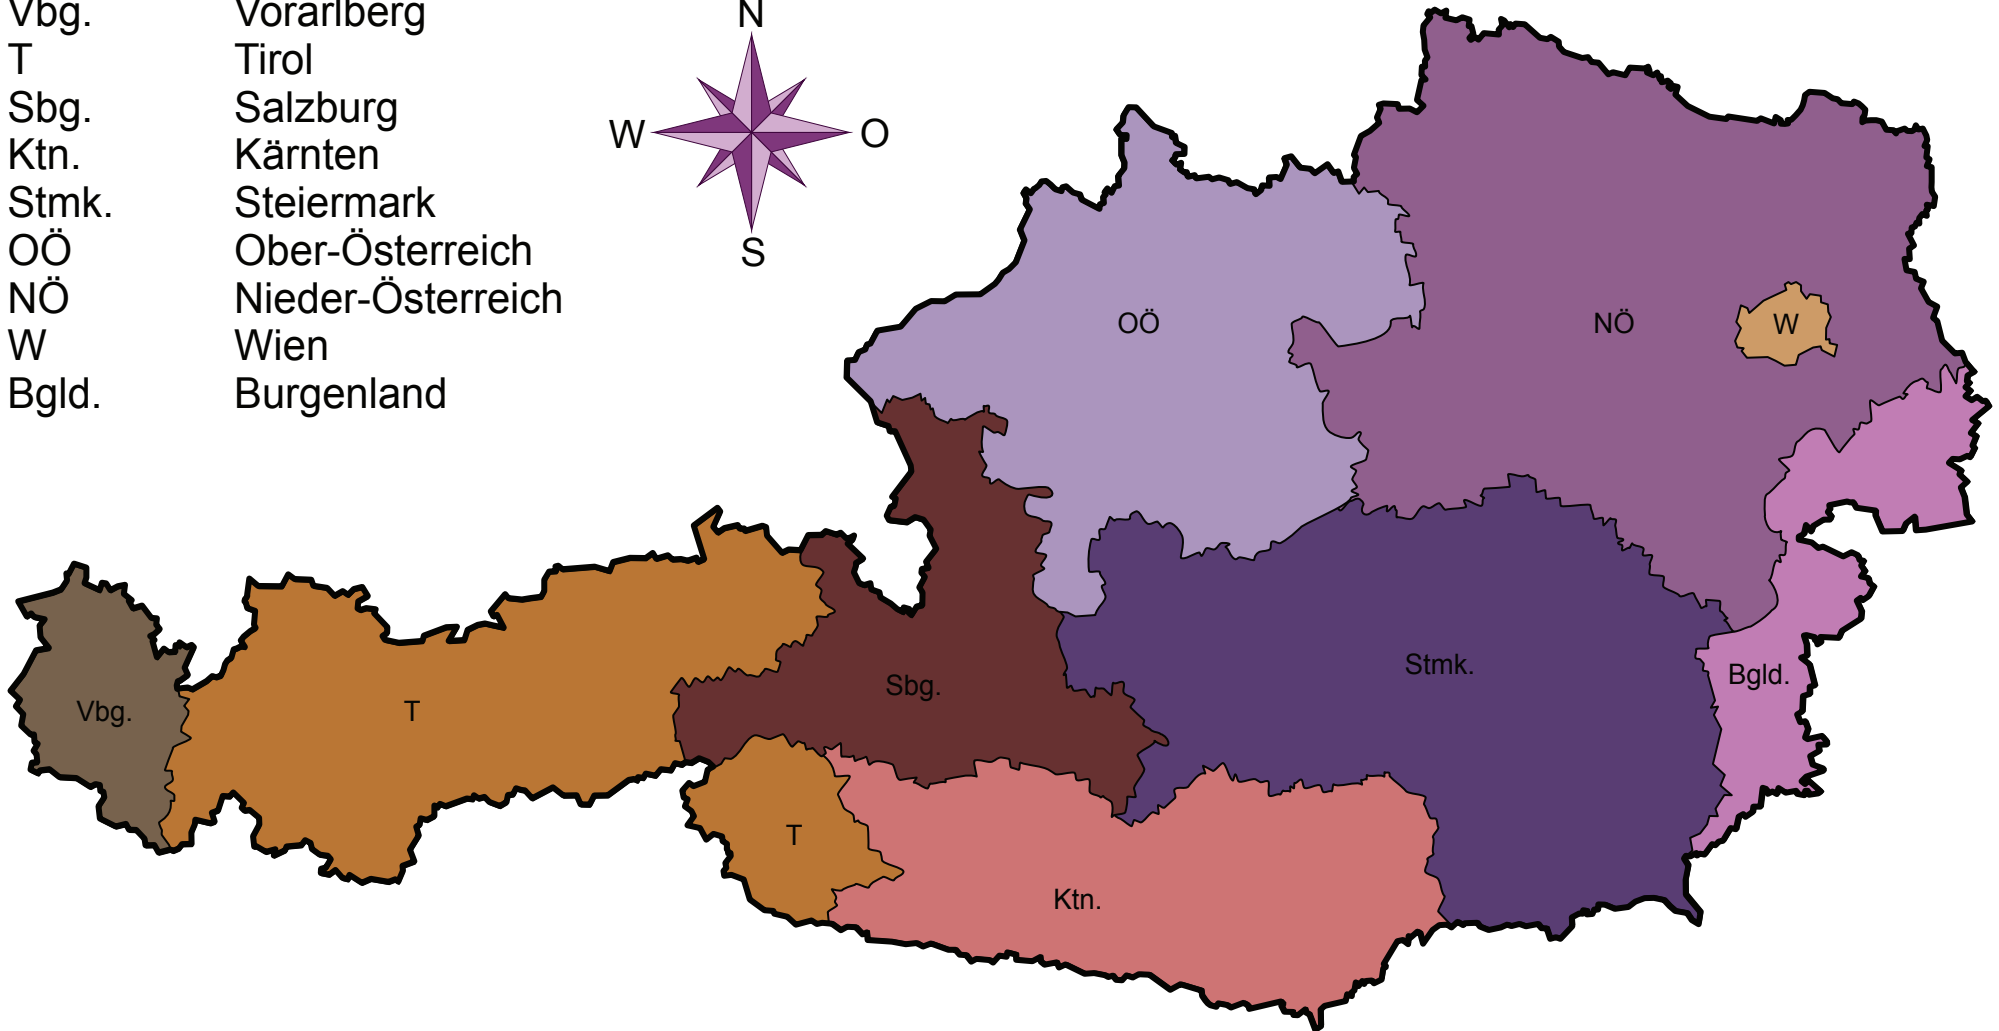 Vbg. Vorarlberg
T Tirol
Sbg. Salzburg
Ktn. Kärnten
Stmk. Steiermark
OÖ Ober-Österreich
NÖ Nieder-Österreich
W Wien
Bgld. Burgenland
N
W O
S
OÖ
NÖ
W
Vbg.
T
Sbg.
Stmk.
Bgld.
T
Ktn.